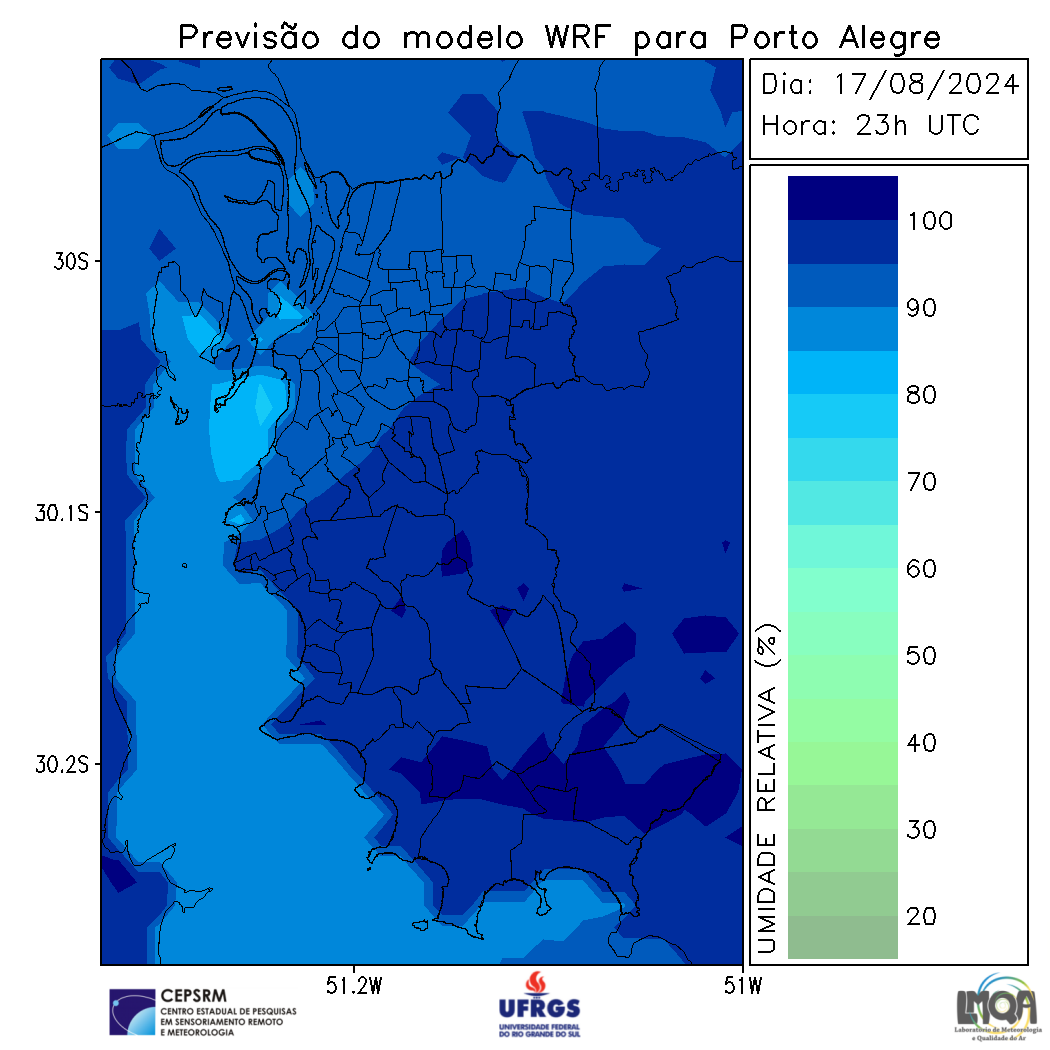 Previsão do modelo WRF para Porto Alegre
Dia: 17/08/2024
Hora: 23h UTC
30S
30.1S
30.2S
51.2W
51W
100
90
80
70
60
50
40
30
20
UMIDADE RELATIVA (%)
CEPSRM
CENTRO ESTADUAL DE PESQUISAS
EM SENSORIAMENTO REMOTO
E METEOROLOGIA
UFRGS
UNIVERSIDADE FEDERAL
DO RIO GRANDE DO SUL
LMQA
Laboratório de Meteorologia
e Qualidade do Ar